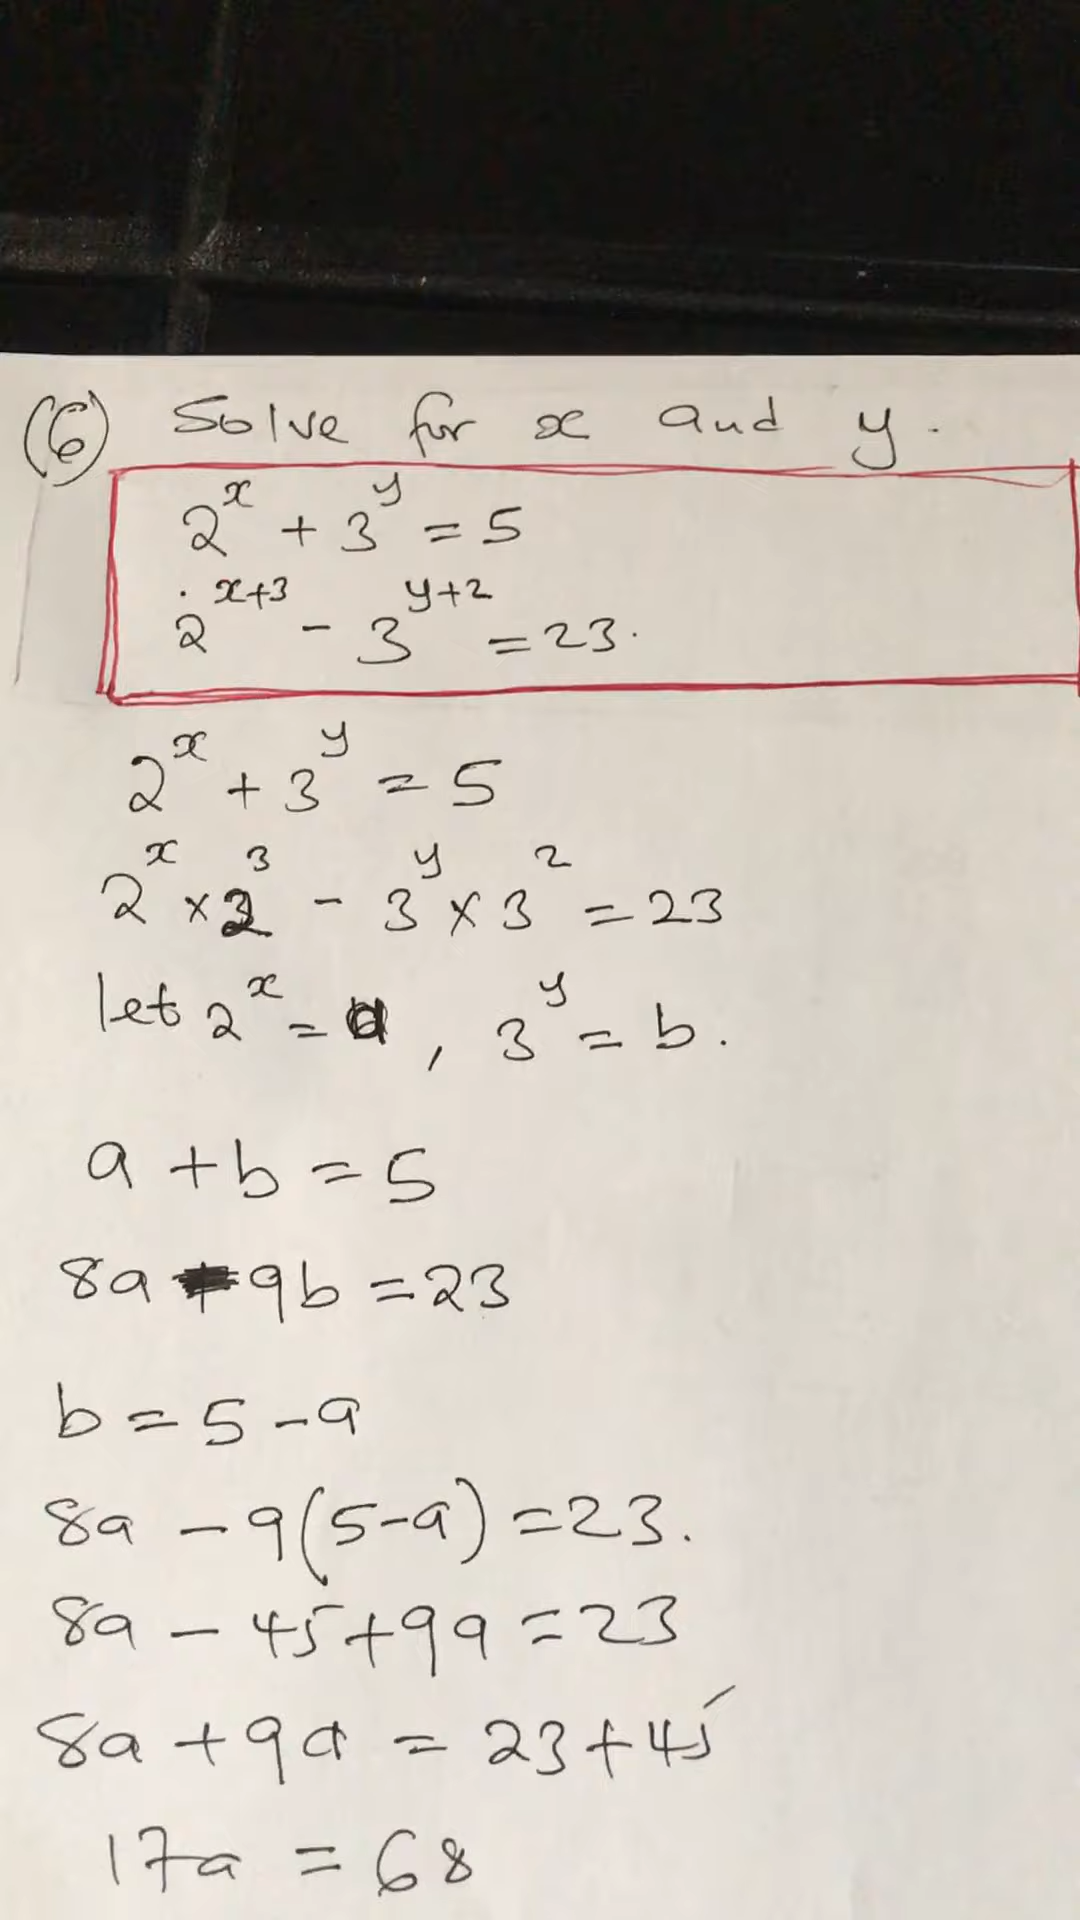 (6) Solve for x and y.
2^x + 3^y = 5
2^(x+3) - 3^(y+2) = 23.
2^x + 3^y = 5
2^x × 2^3 - 3^y × 3^2 = 23
let 2^x = a, 3^y = b.
a + b = 5
8a - 9b = 23
b = 5 - a
8a - 9(5-a) = 23.
8a - 45 + 9a = 23
8a + 9a = 23 + 45
17a = 68